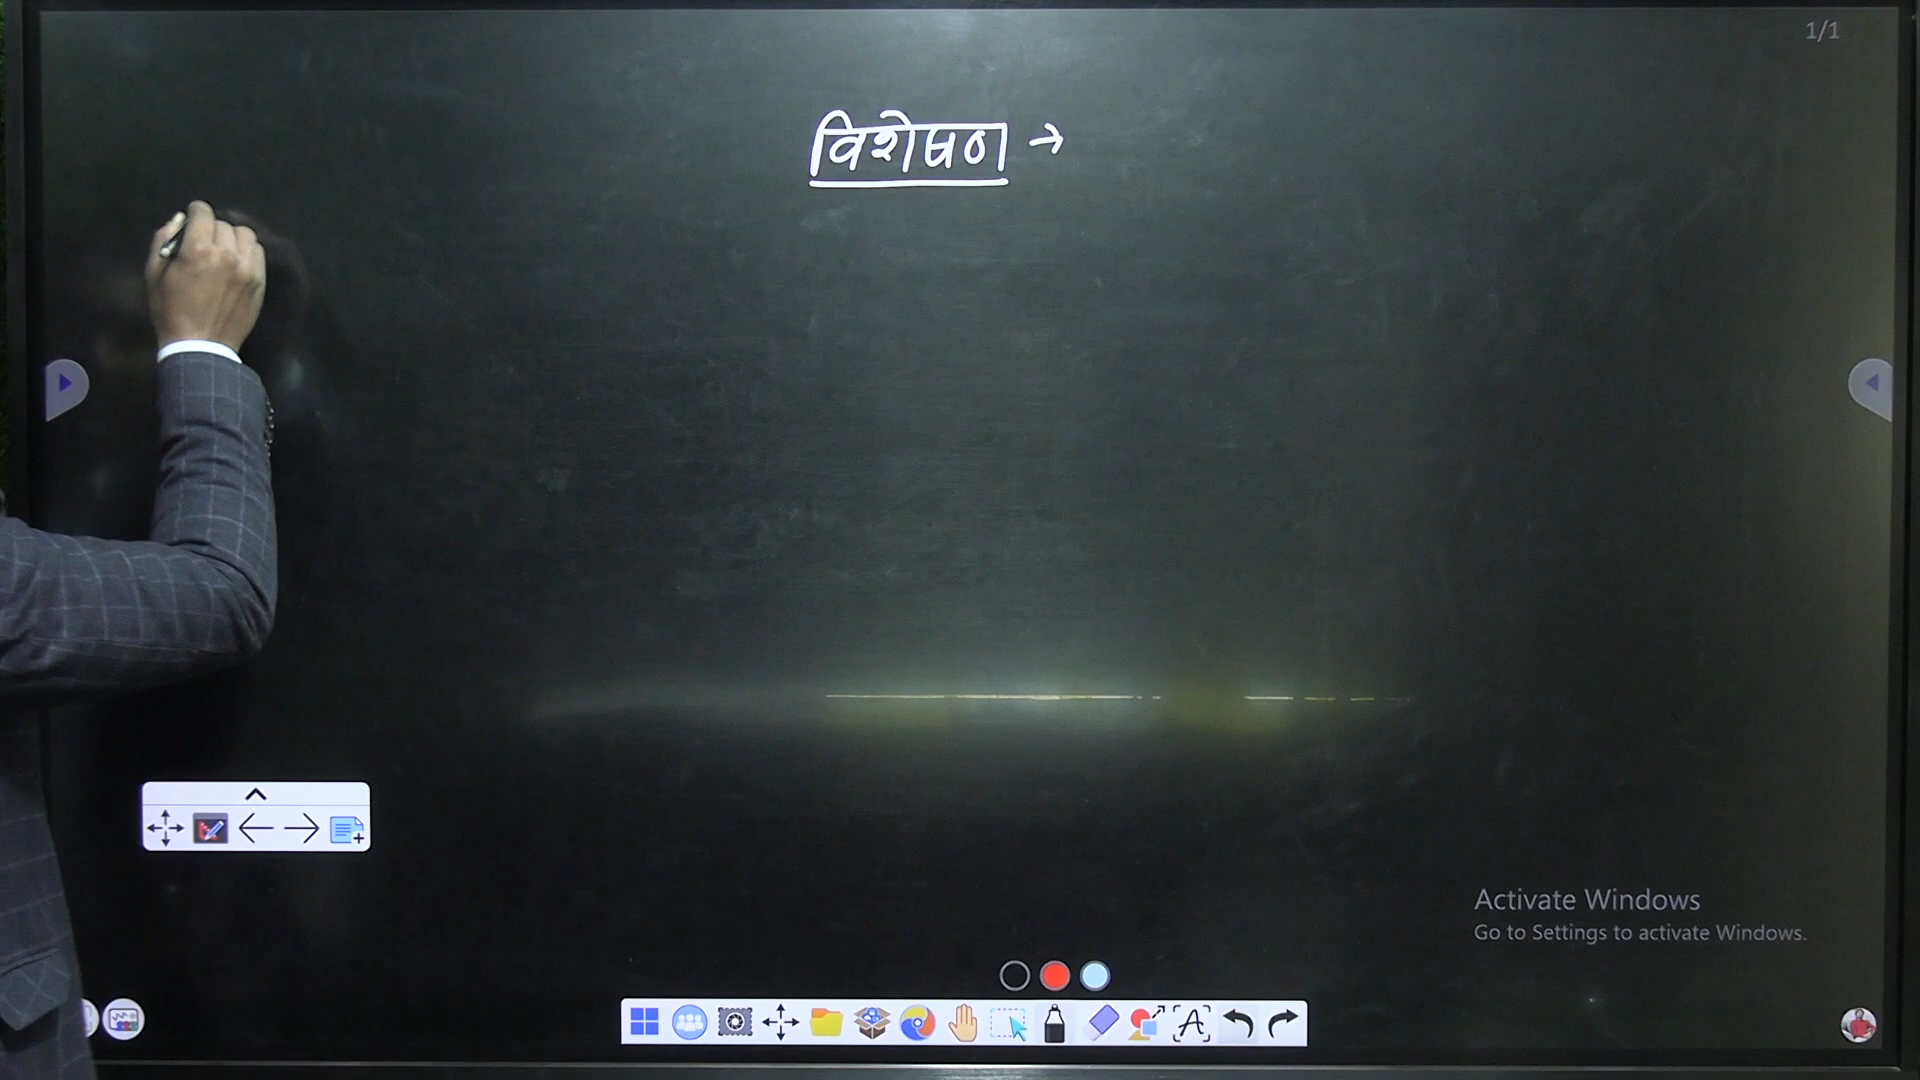 1/1
विशेषण →
Activate Windows
Go to Settings to activate Windows.